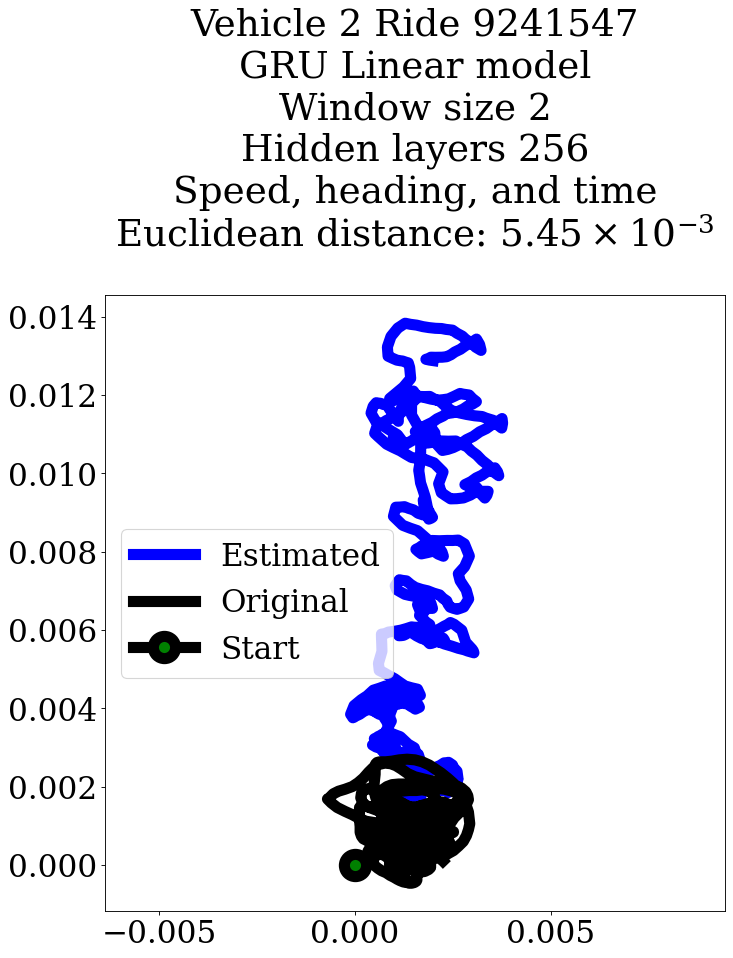 Vehicle 2 Ride 9241547
GRU Linear model
Window size 2
Hidden layers 256
Speed, heading, and time
Euclidean distance: 5.45 × 10⁻³
0.014
0.012
0.010
0.008
0.006
0.004
0.002
0.000
Estimated
Original
Start
−0.005 0.000 0.005